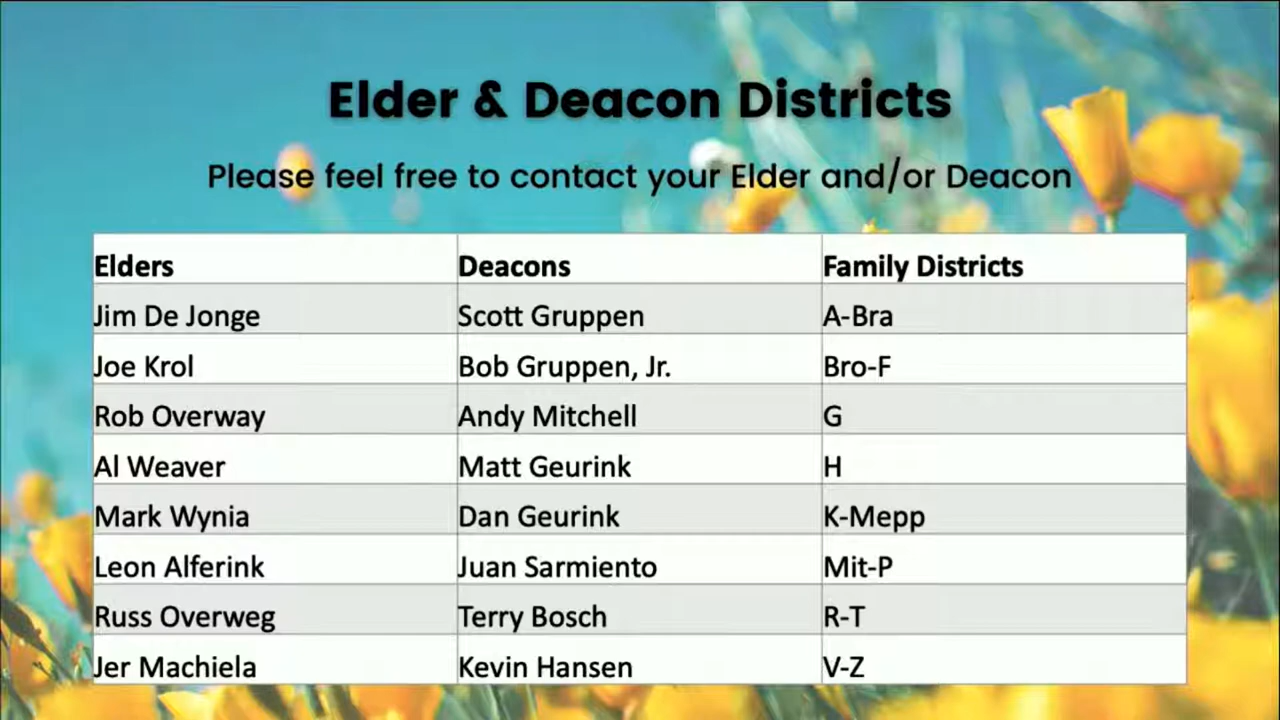 Elder & Deacon Districts
Please feel free to contact your Elder and/or Deacon
Elders Deacons Family Districts
Jim De Jonge Scott Gruppen A-Bra
Joe Krol Bob Gruppen, Jr. Bro-F
Rob Overway Andy Mitchell G
Al Weaver Matt Geurink H
Mark Wynia Dan Geurink K-Mepp
Leon Alferink Juan Sarmiento Mit-P
Russ Overweg Terry Bosch R-T
Jer Machiela Kevin Hansen V-Z